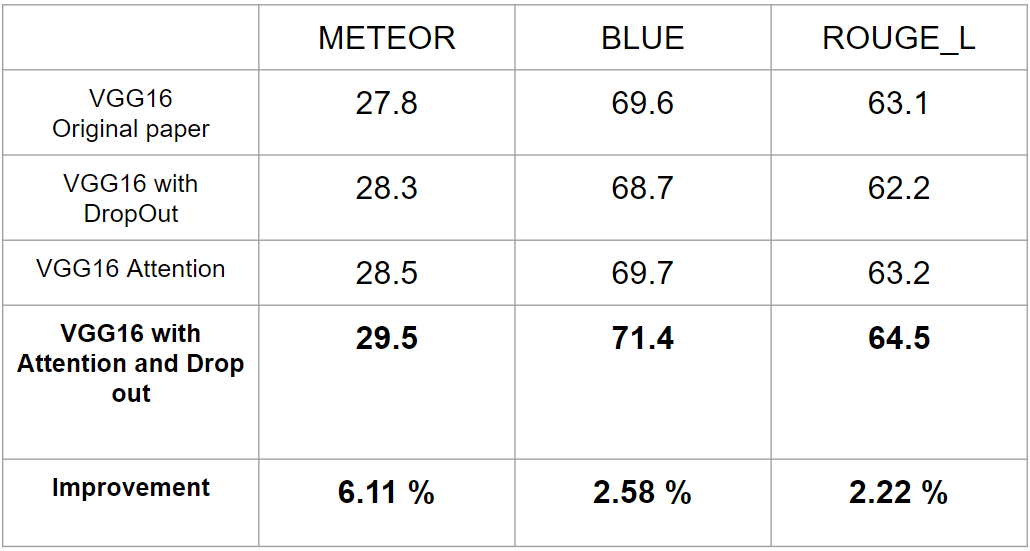 METEOR BLUE ROUGE_L
VGG16
Original paper
27.8 69.6 63.1
VGG16 with
DropOut
28.3 68.7 62.2
VGG16 Attention 28.5 69.7 63.2
VGG16 with
Attention and Drop
out
29.5 71.4 64.5
Improvement 6.11 % 2.58 % 2.22 %